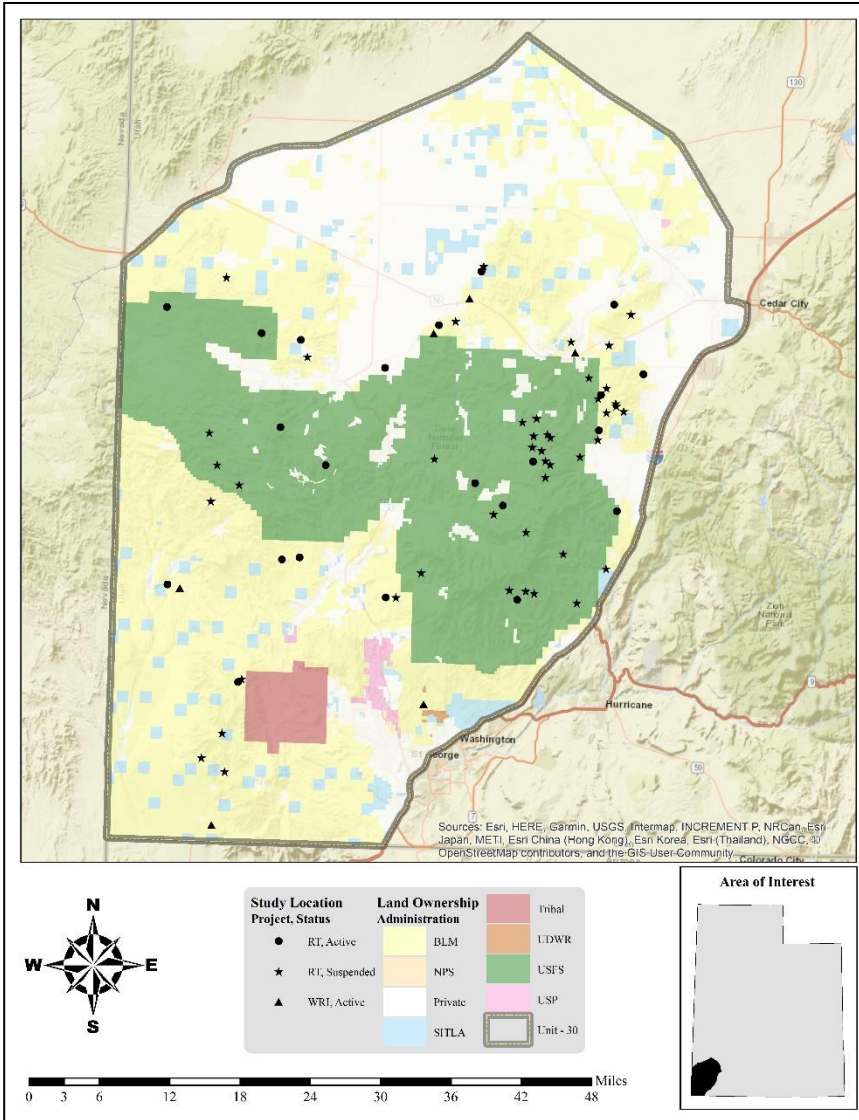 130
Nevada
Utah
56
Cedar City
Dixie
National
Forest
Nevada
Zion
National
Park
9
Hurricane
Washington
St George
59
7
Sources: Esri, HERE, Garmin, USGS, Intermap, INCREMENT P, NRCan, Esri
Japan, METI, Esri China (Hong Kong), Esri Korea, Esri (Thailand), NGCC, ©
OpenStreetMap contributors, and the GIS User Community
Colorado City
N
W E
S
Study Location
Project, Status
RT, Active
RT, Suspended
WRI, Active
Land Ownership
Administration
BLM
NPS
Private
SITLA
Tribal
UDWR
USFS
USP
Unit - 30
Area of Interest
Miles
0 3 6 12 18 24 30 36 42 48